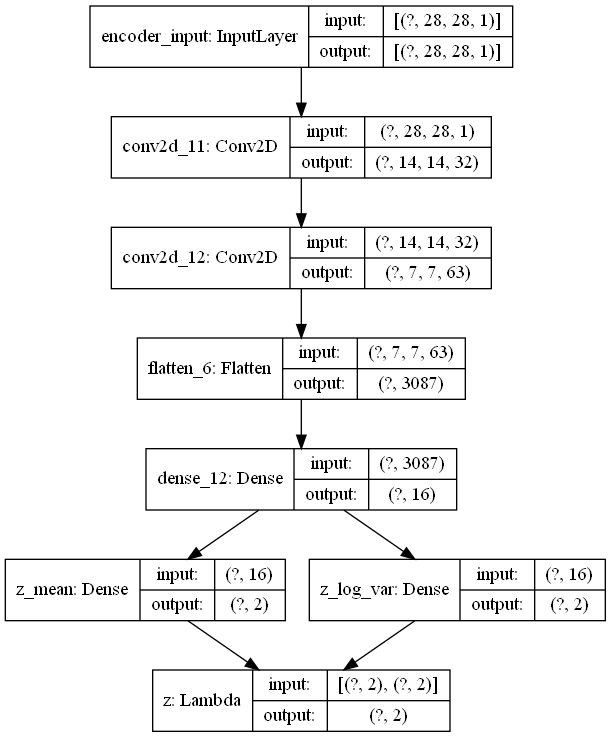 encoder_input: InputLayer
input: [(?, 28, 28, 1)]
output: [(?, 28, 28, 1)]
conv2d_11: Conv2D
input: (?, 28, 28, 1)
output: (?, 14, 14, 32)
conv2d_12: Conv2D
input: (?, 14, 14, 32)
output: (?, 7, 7, 63)
flatten_6: Flatten
input: (?, 7, 7, 63)
output: (?, 3087)
dense_12: Dense
input: (?, 3087)
output: (?, 16)
z_mean: Dense
input: (?, 16)
output: (?, 2)
z_log_var: Dense
input: (?, 16)
output: (?, 2)
z: Lambda
input: [(?, 2), (?, 2)]
output: (?, 2)